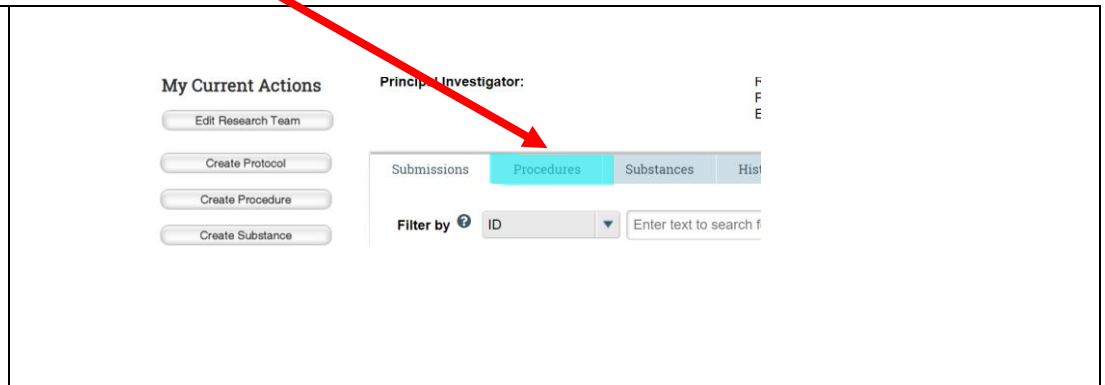 My Current Actions
Edit Research Team
Create Protocol
Create Procedure
Create Substance
Principal Investigator:
Submissions Procedures Substances
Filter by ? ID Enter text to search